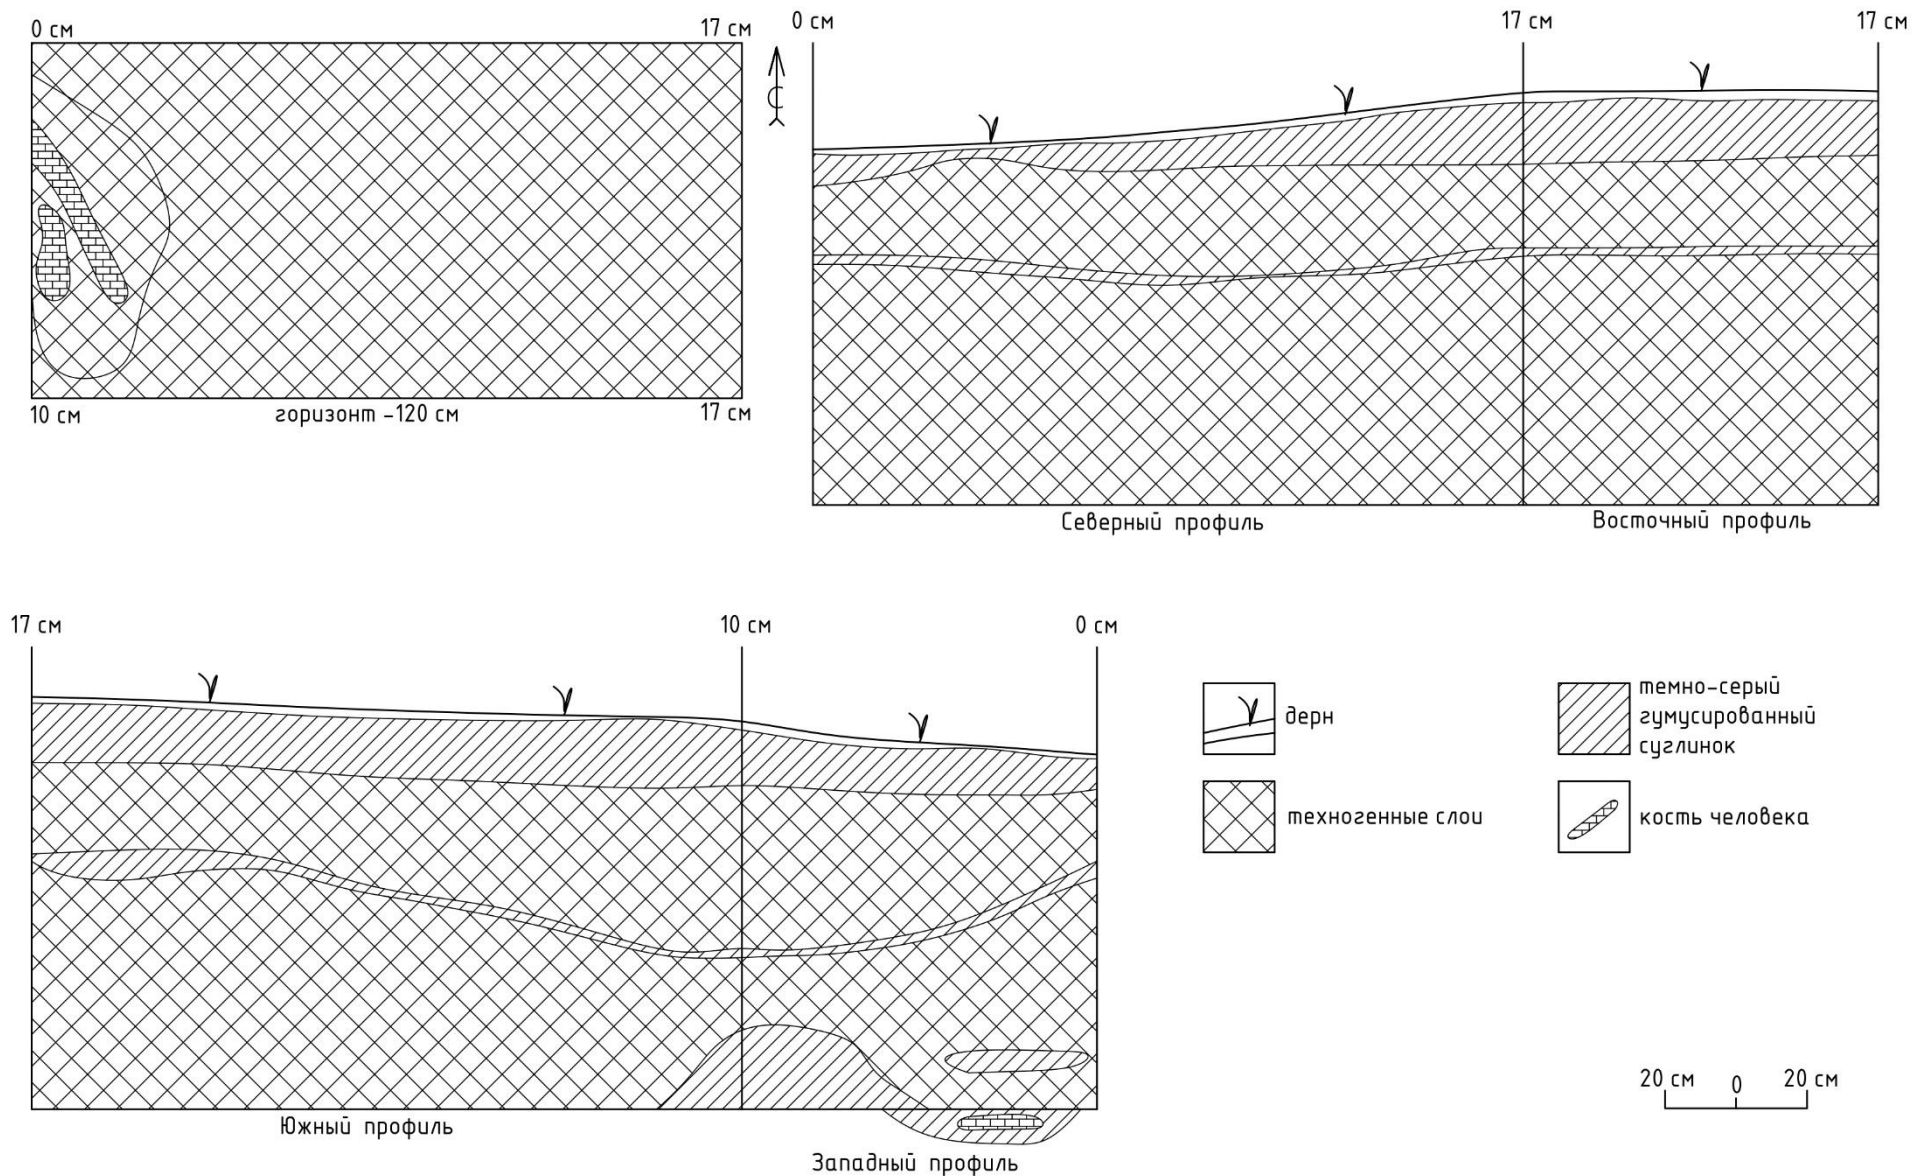 0 см
17 см
10 см
горизонт -120 см
17 см
0 см
17 см
17 см
Северный профиль
Восточный профиль
17 см
10 см
0 см
Южный профиль
Западный профиль
дерн
темно-серый
гумусированный
суглинок
техногенные слои
кость человека
20 см
0
20 см